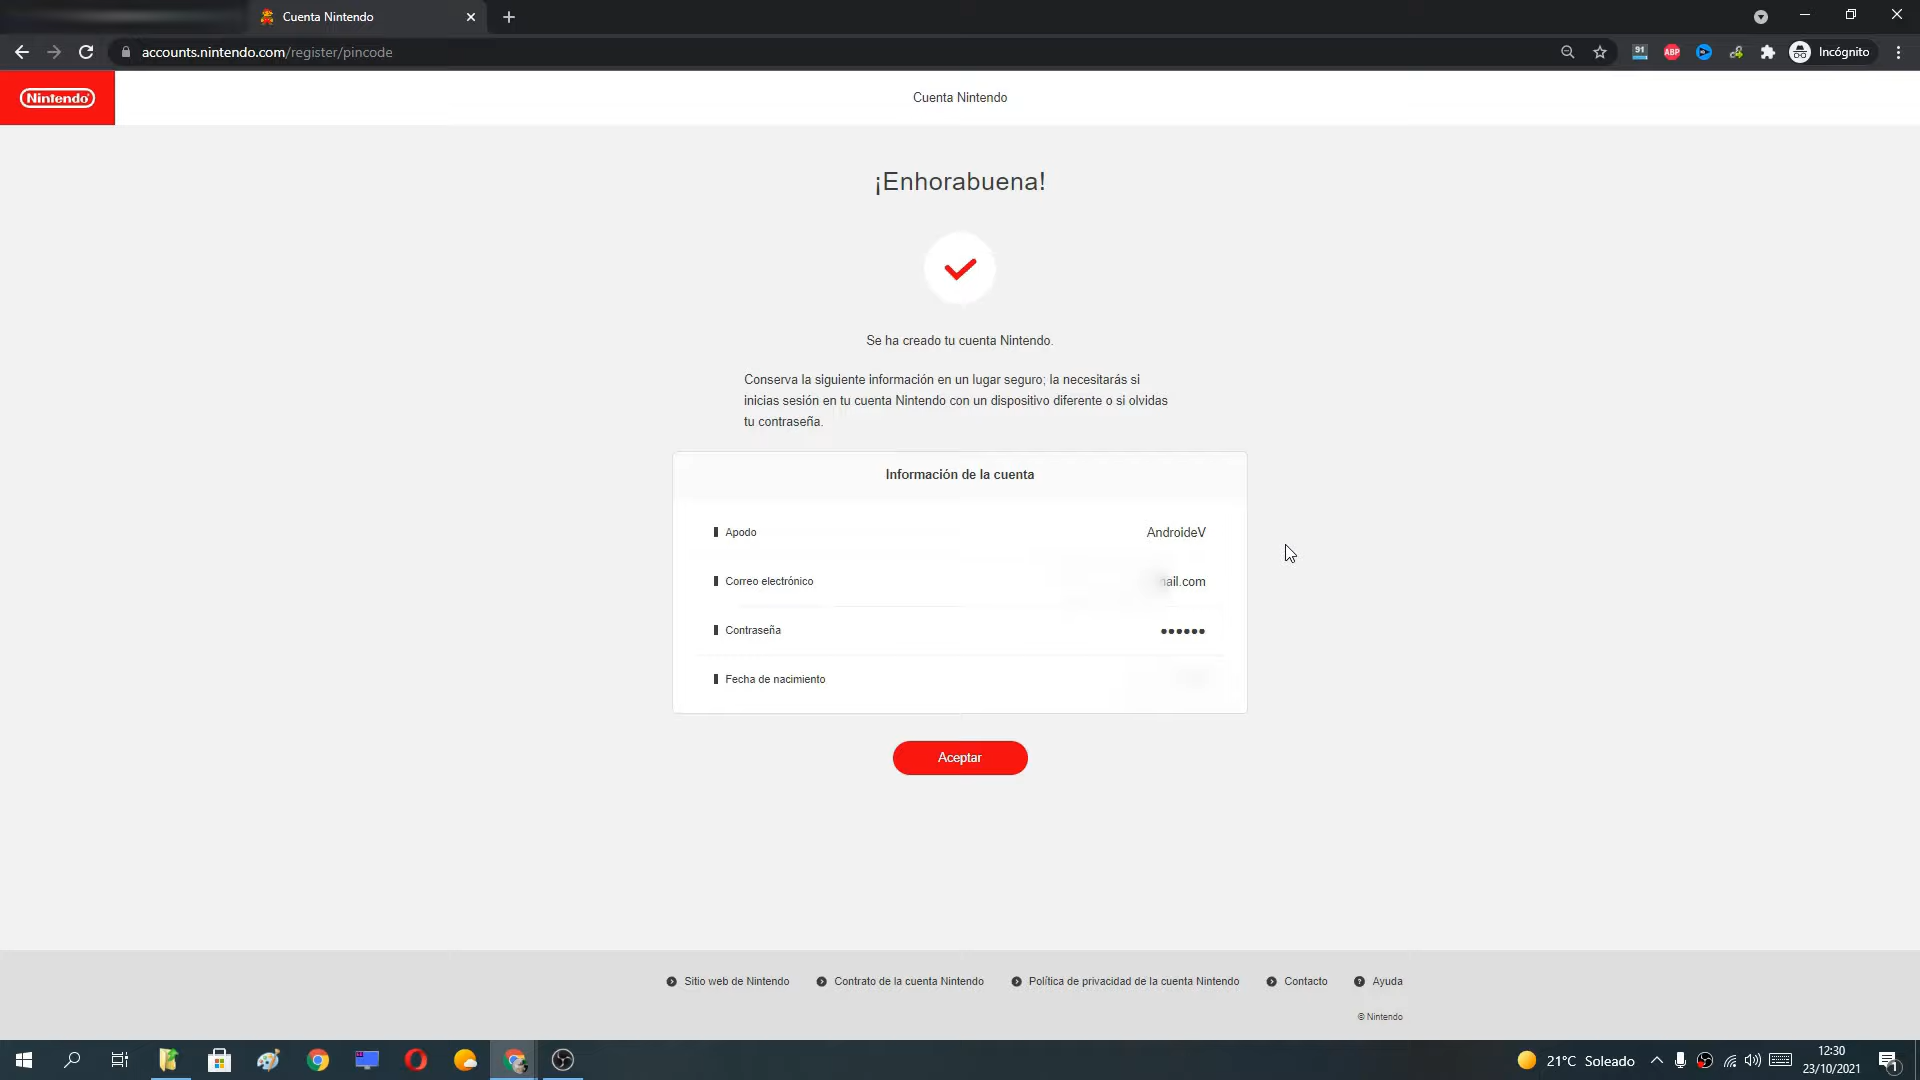 Cuenta Nintendo
accounts.nintendo.com/register/pincode
91
ABP
Incógnito
Nintendo
Cuenta Nintendo
¡Enhorabuena!
Se ha creado tu cuenta Nintendo.
Conserva la siguiente información en un lugar seguro; la necesitarás si
inicias sesión en tu cuenta Nintendo con un dispositivo diferente o si olvidas
tu contraseña.
Información de la cuenta
Apodo AndroideV
Correo electrónico ail.com
Contraseña ••••••
Fecha de nacimiento
Aceptar
Sitio web de Nintendo Contrato de la cuenta Nintendo Política de privacidad de la cuenta Nintendo Contacto Ayuda
© Nintendo
21°C Soleado
12:30
23/10/2021
1